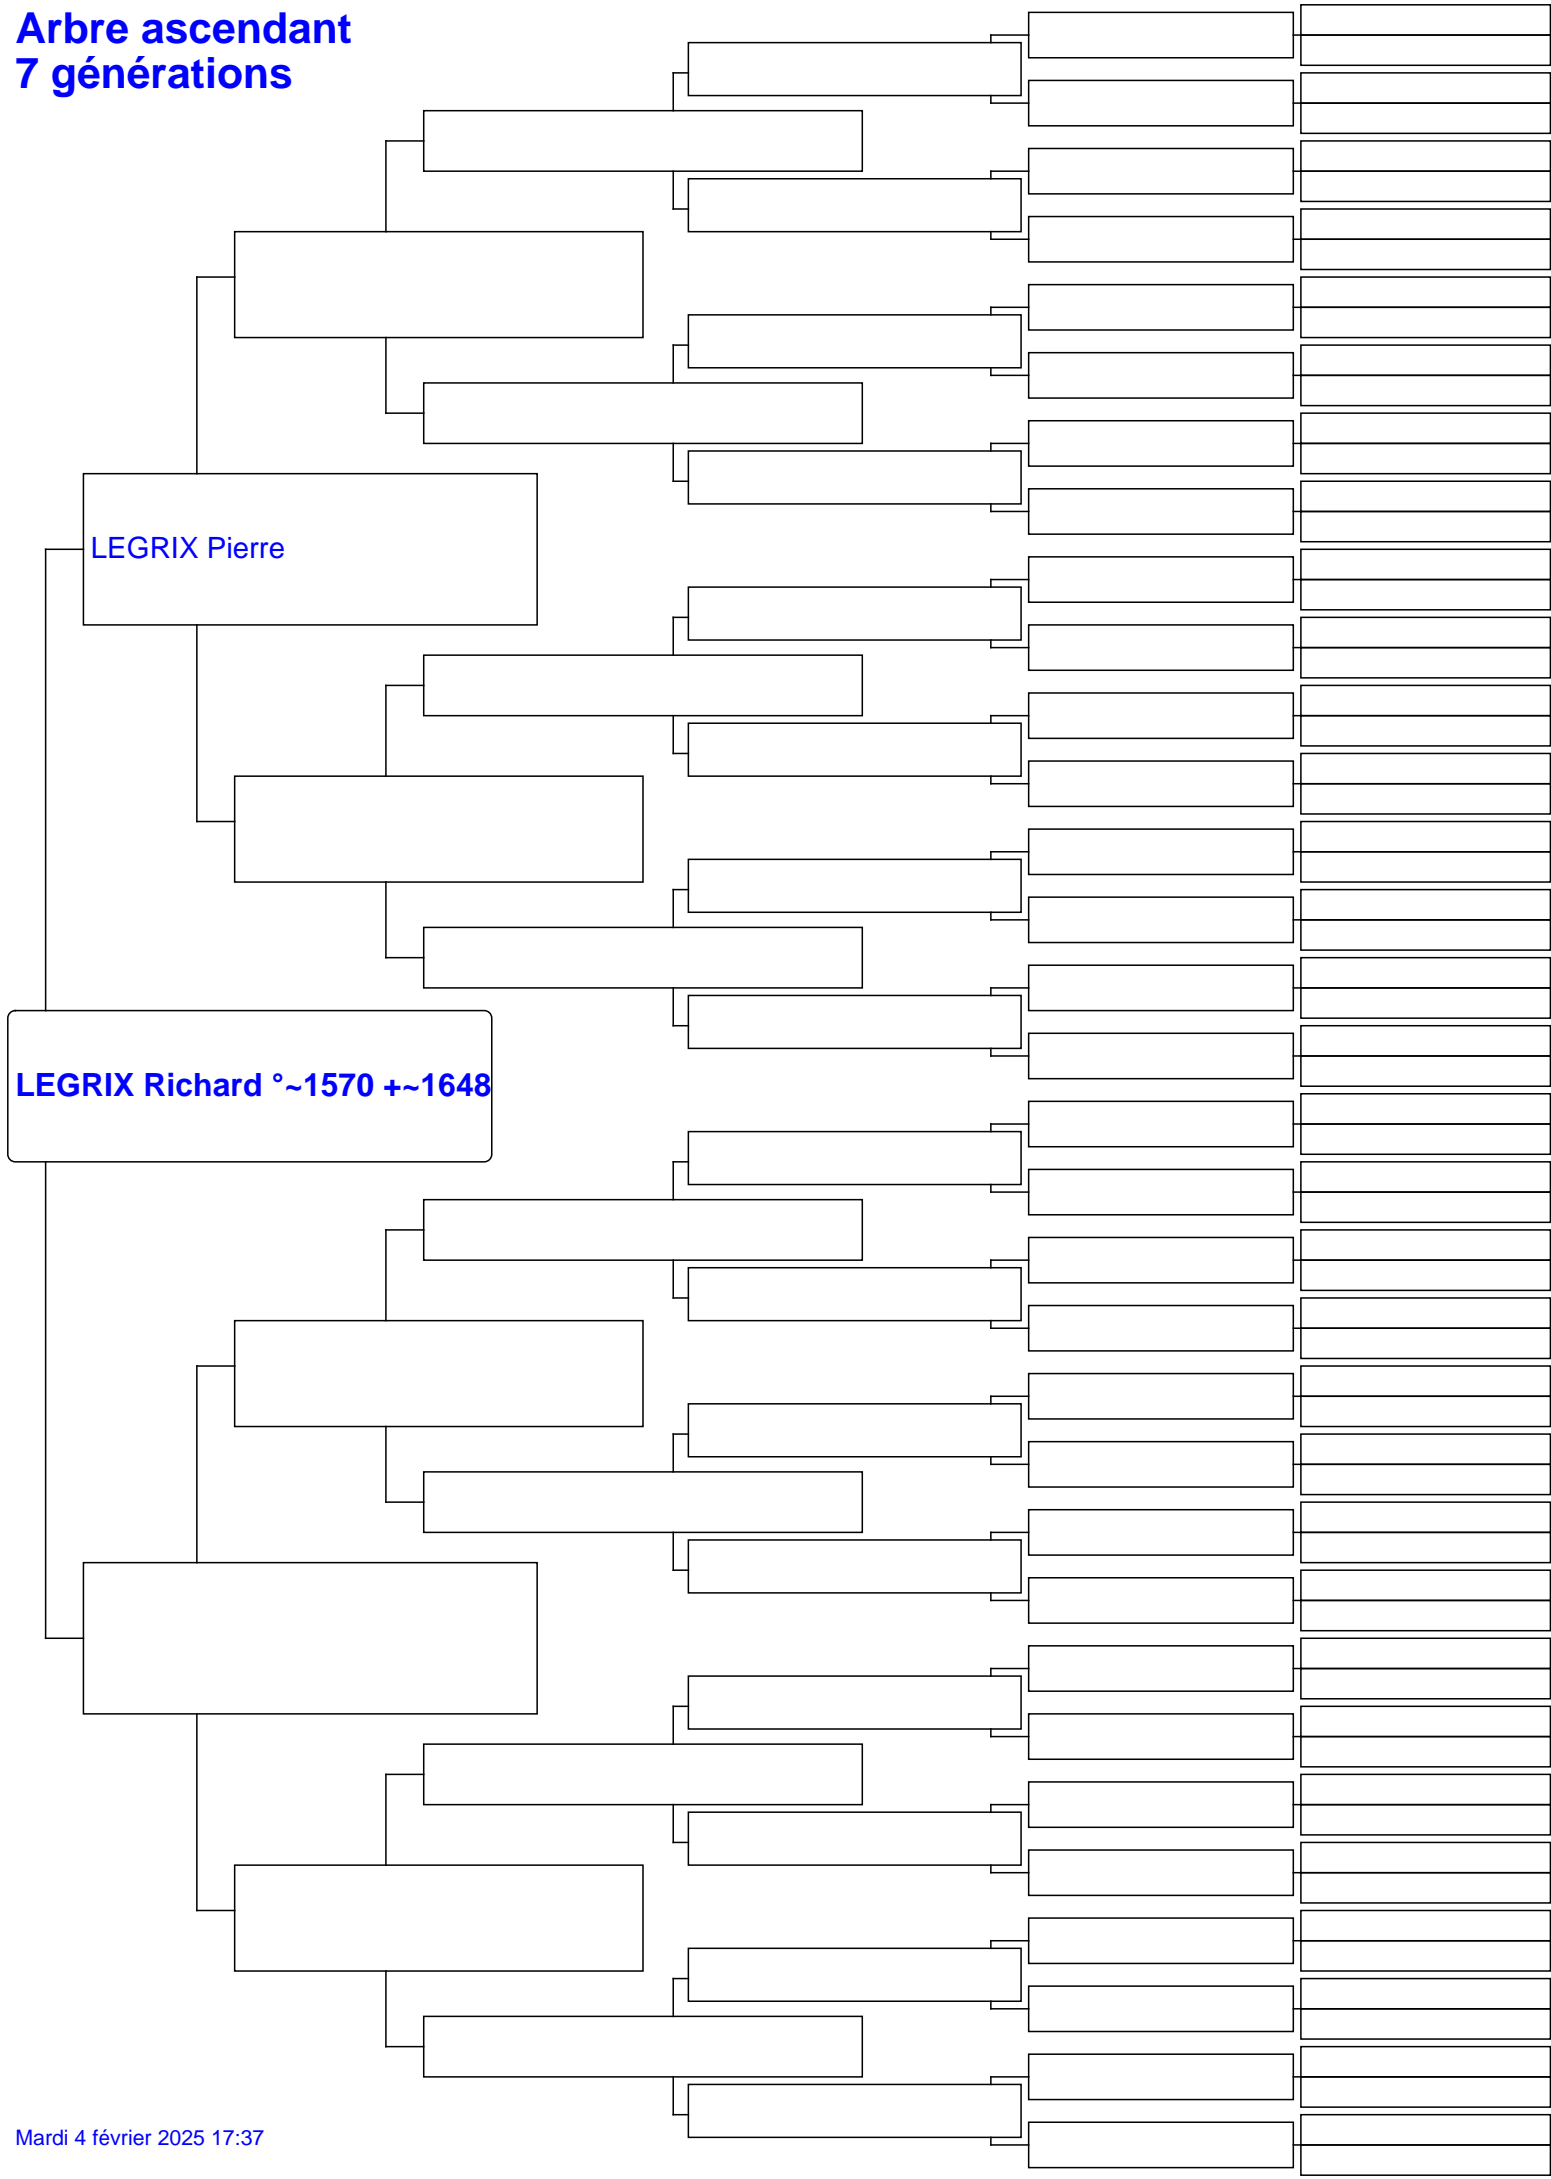 Arbre ascendant
7 générations
LEGRIX Pierre
LEGRIX Richard °~1570 +~1648
Mardi 4 février 2025 17:37